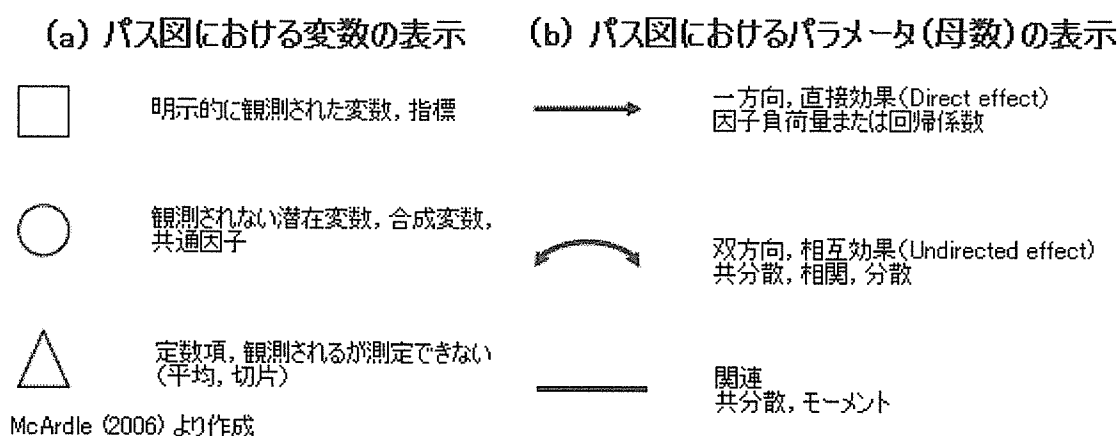 (a) パス図における変数の表示
(b) パス図におけるパラメータ(母数)の表示
明示的に観測された変数, 指標
一方向, 直接効果(Direct effect)
因子負荷量または回帰係数
観測されない潜在変数, 合成変数,
共通因子
双方向, 相互効果(Undirected effect)
共分散, 相関, 分散
定数項, 観測されるが測定できない
(平均, 切片)
関連
共分散, モーメント
McArdle (2006) より作成